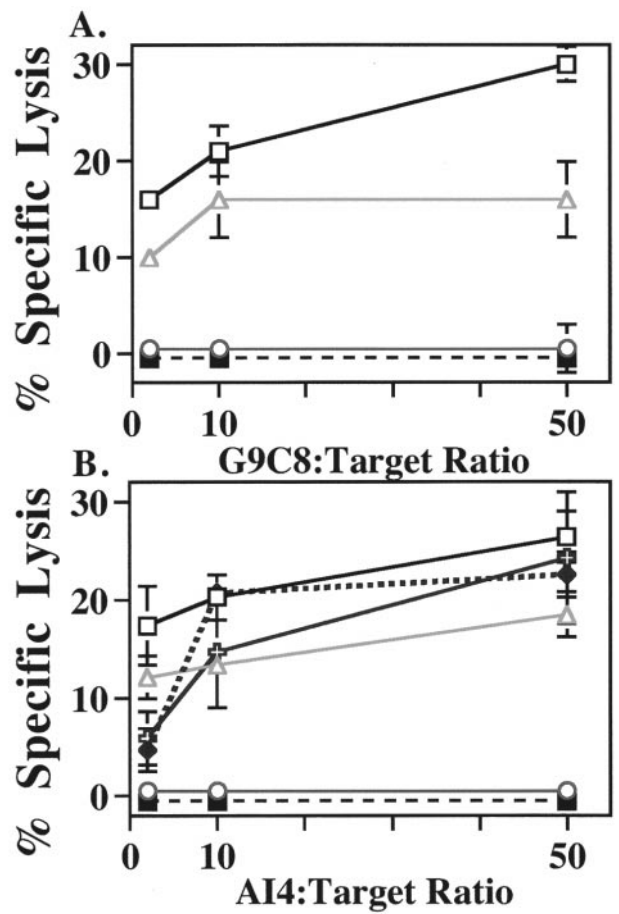 A.
% Specific Lysis
30
20
10
0
0 10 50
G9C8:Target Ratio
B.
% Specific Lysis
30
20
10
0
0 10 50
AI4:Target Ratio